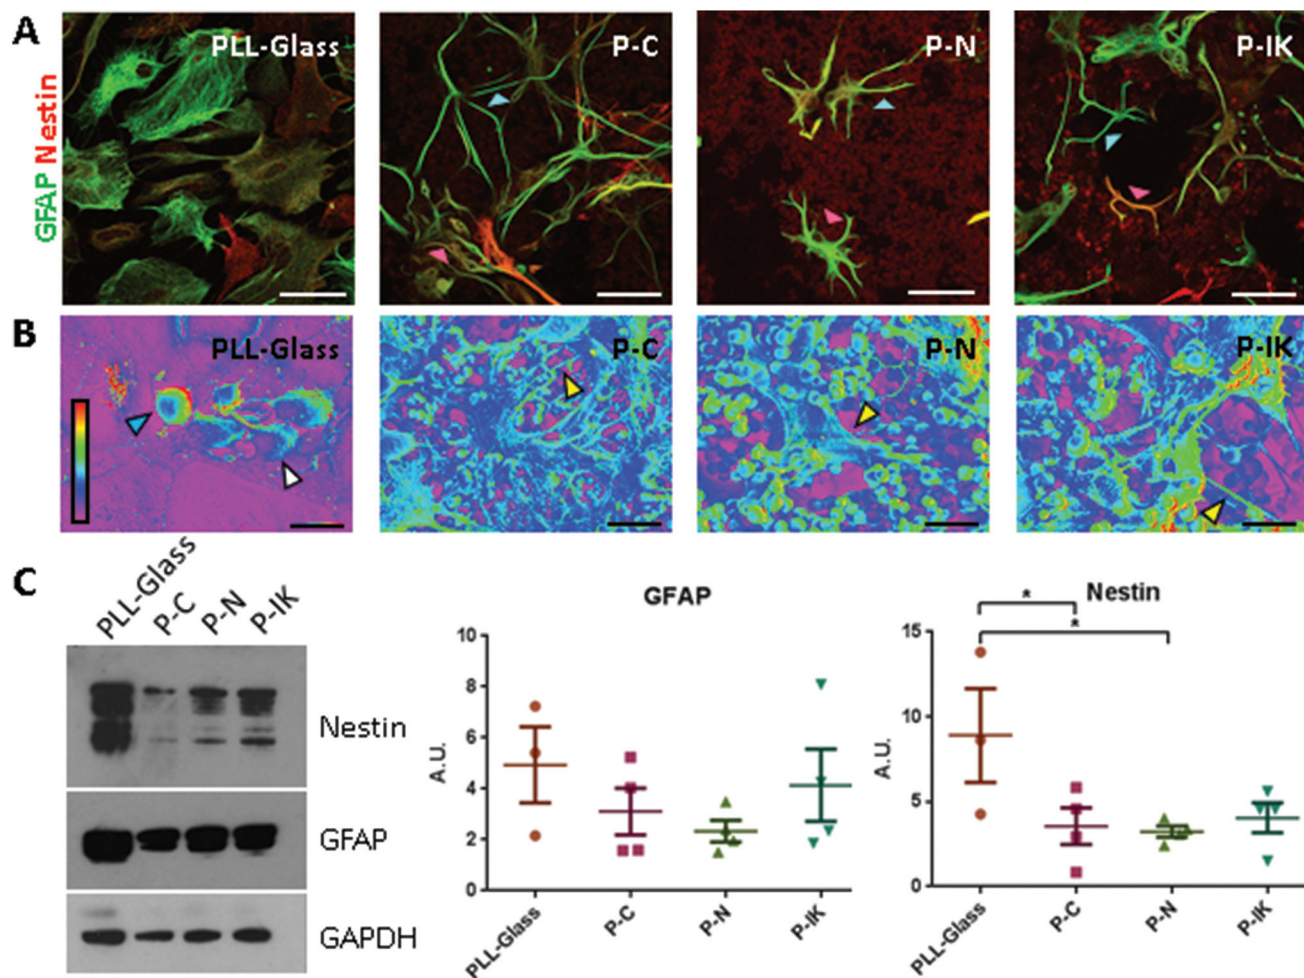 A
GFAP Nestin
PLL-Glass
P-C
P-N
P-IK
B
PLL-Glass
P-C
P-N
P-IK
C
PLL-Glass
P-C
P-N
P-IK
Nestin
GFAP
GAPDH
GFAP
A.U.
10
8
6
4
2
0
PLL-Glass
P-C
P-N
P-IK
Nestin
*
*
A.U.
15
10
5
0
PLL-Glass
P-C
P-N
P-IK